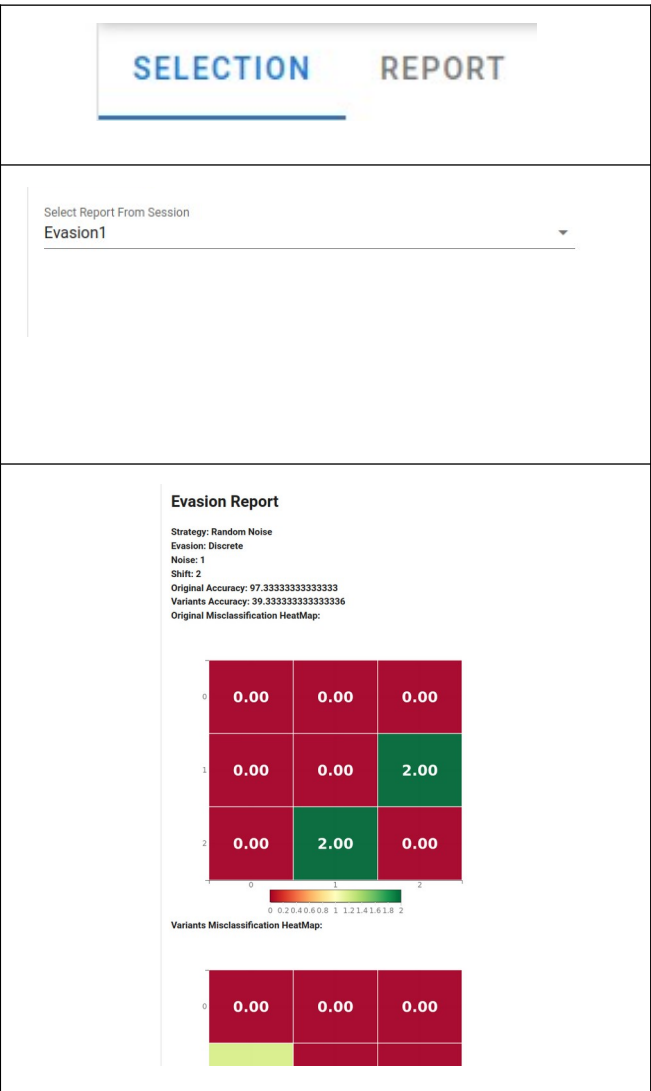 SELECTION REPORT
Select Report From Session
Evasion1
Evasion Report
Strategy: Random Noise
Evasion: Discrete
Noise: 1
Shift: 2
Original Accuracy: 97.33333333333333
Variants Accuracy: 39.333333333333336
Original Misclassification HeatMap:
0 0.00 0.00 0.00
1 0.00 0.00 2.00
2 0.00 2.00 0.00
0 1 2
0 0.2 0.4 0.6 0.8 1 1.2 1.4 1.6 1.8 2
Variants Misclassification HeatMap:
0 0.00 0.00 0.00